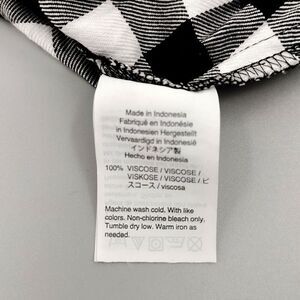 Made in Indonesia
Fabriqué en Indonésie
in Indonesien Hergestellt
Vervaardigd in Indonesië
インドネシア製
Hecho en Indonesia
100% VISCOSE / VISCOSE /
VISKOSE / VISCOSE / ビ
スコース / viscosa
Machine wash cold. With like
colors. Non-chlorine bleach only.
Tumble dry low. Warm iron as
needed.